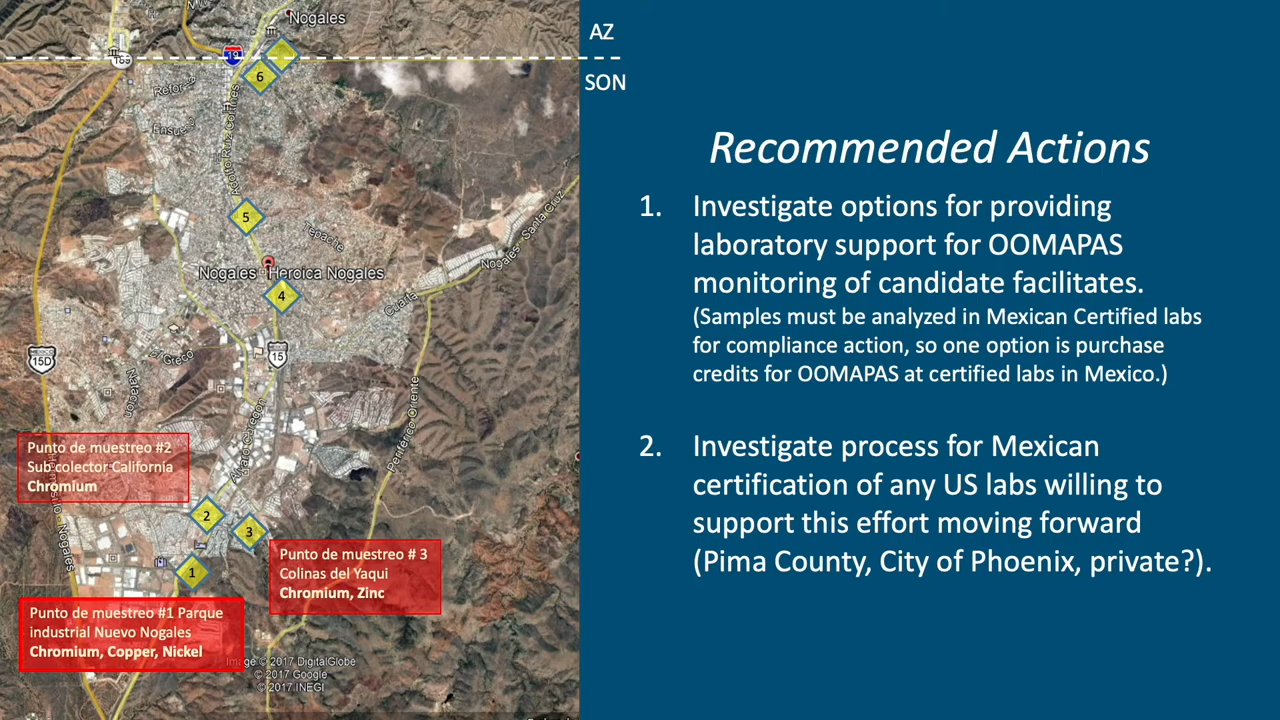 Nogales
AZ
19
189
6
SON
Reforma
Ensueño
Adolfo Ruiz Cortines
5
Tepache
Nogales - Santa Cruz
Nogales - Heroica Nogales
4
Cuarta
15
15D
El Greco
Periférico Oriente
Recommended Actions
1. Investigate options for providing
laboratory support for OOMAPAS
monitoring of candidate facilitates.
(Samples must be analyzed in Mexican Certified labs
for compliance action, so one option is purchase
credits for OOMAPAS at certified labs in Mexico.)
2. Investigate process for Mexican
certification of any US labs willing to
support this effort moving forward
(Pima County, City of Phoenix, private?).
Punto de muestreo #2
Sub colector California
Chromium
2
3
1
Punto de muestreo # 3
Colinas del Yaqui
Chromium, Zinc
Punto de muestreo #1 Parque
industrial Nuevo Nogales
Chromium, Copper, Nickel
Image © 2017 DigitalGlobe
© 2017 Google
© 2017 INEGI